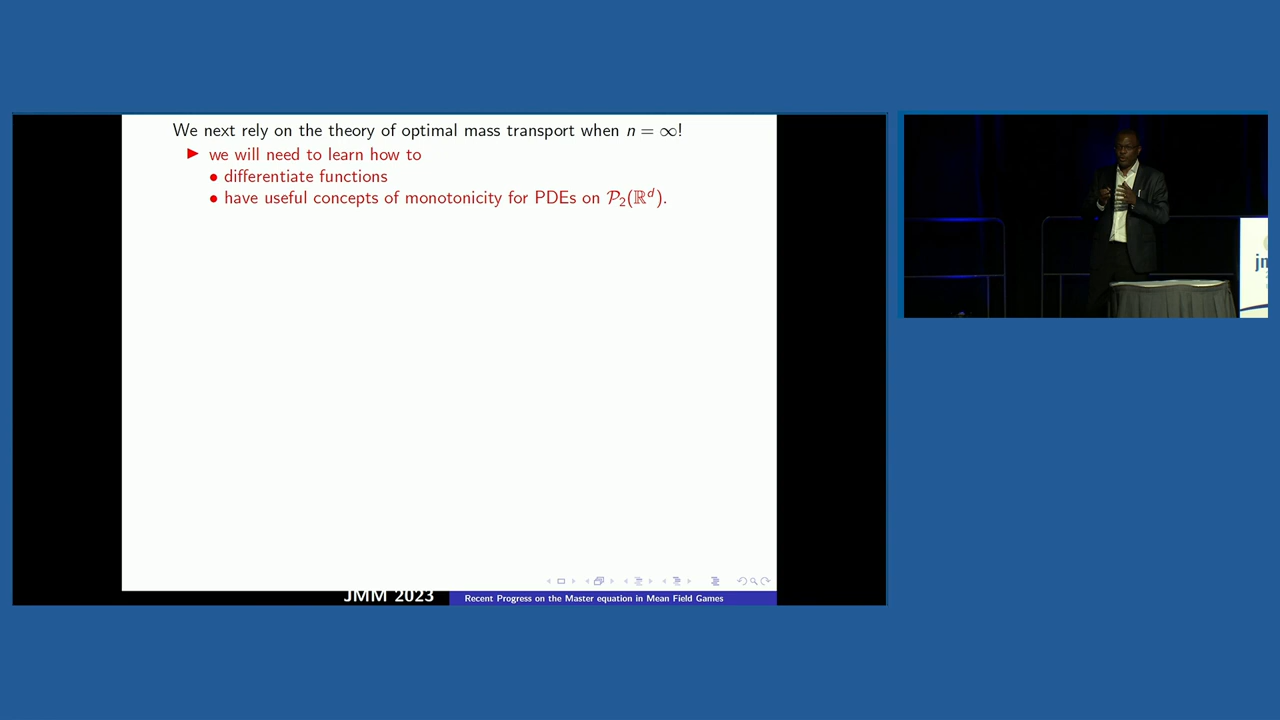 We next rely on the theory of optimal mass transport when n = ∞!
▶ we will need to learn how to
• differentiate functions
• have useful concepts of monotonicity for PDEs on 𝒫₂(ℝᵈ).
JMM 2023
Recent Progress on the Master equation in Mean Field Games
jm